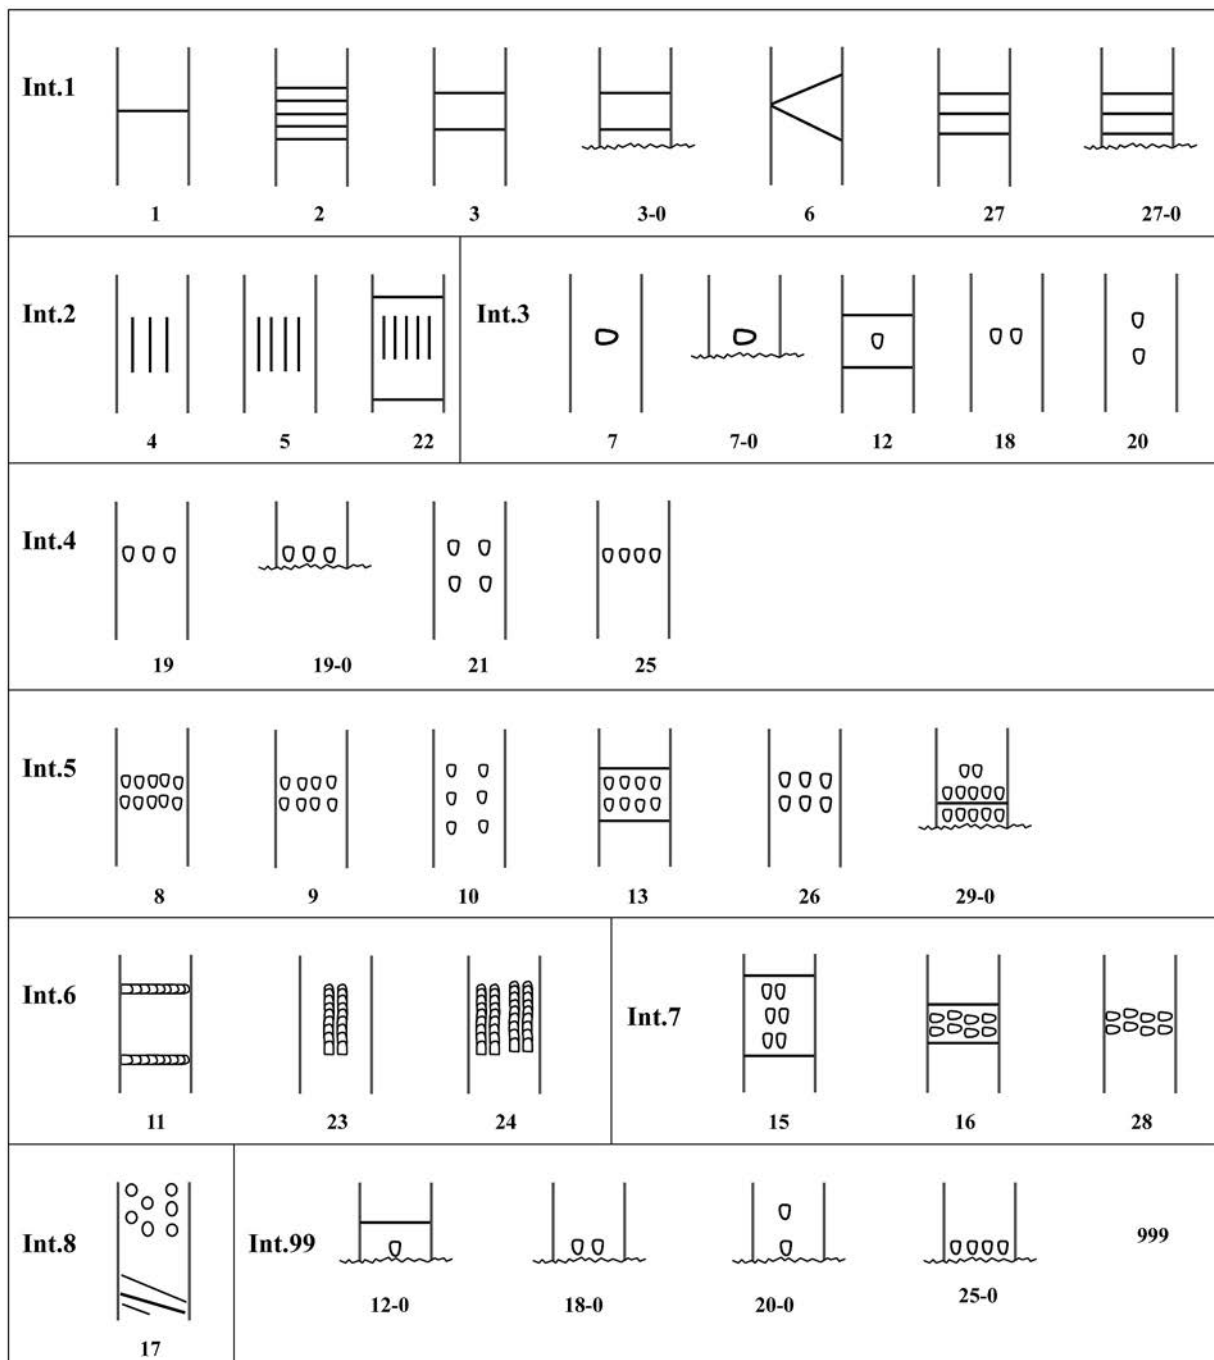 Int.1
1 2 3 3-0 6 27 27-0
Int.2
4 5 22
Int.3
7 7-0 12 18 20
Int.4
19 19-0 21 25
Int.5
8 9 10 13 26 29-0
Int.6
11 23 24
Int.7
15 16 28
Int.8
17
Int.99
999
12-0 18-0 20-0 25-0